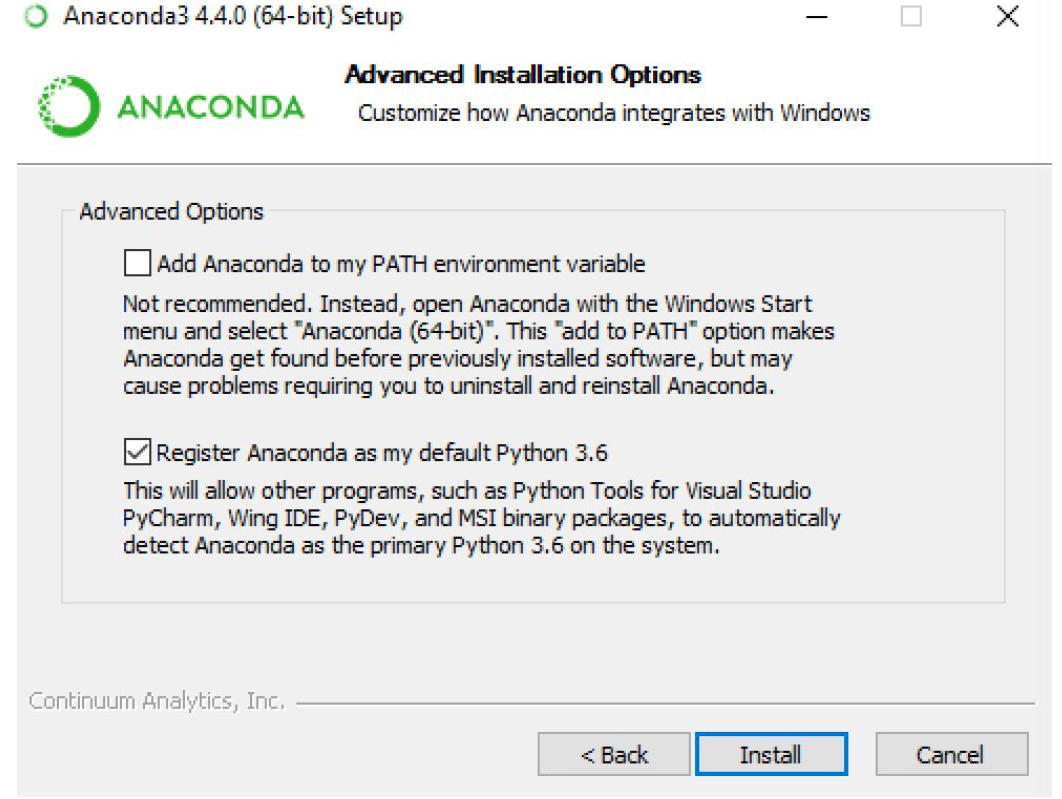 Anaconda3 4.4.0 (64-bit) Setup
Advanced Installation Options
ANACONDA
Customize how Anaconda integrates with Windows
Advanced Options
Add Anaconda to my PATH environment variable
Not recommended. Instead, open Anaconda with the Windows Start
menu and select "Anaconda (64-bit)". This "add to PATH" option makes
Anaconda get found before previously installed software, but may
cause problems requiring you to uninstall and reinstall Anaconda.
Register Anaconda as my default Python 3.6
This will allow other programs, such as Python Tools for Visual Studio
PyCharm, Wing IDE, PyDev, and MSI binary packages, to automatically
detect Anaconda as the primary Python 3.6 on the system.
Continuum Analytics, Inc.
< Back
Install
Cancel